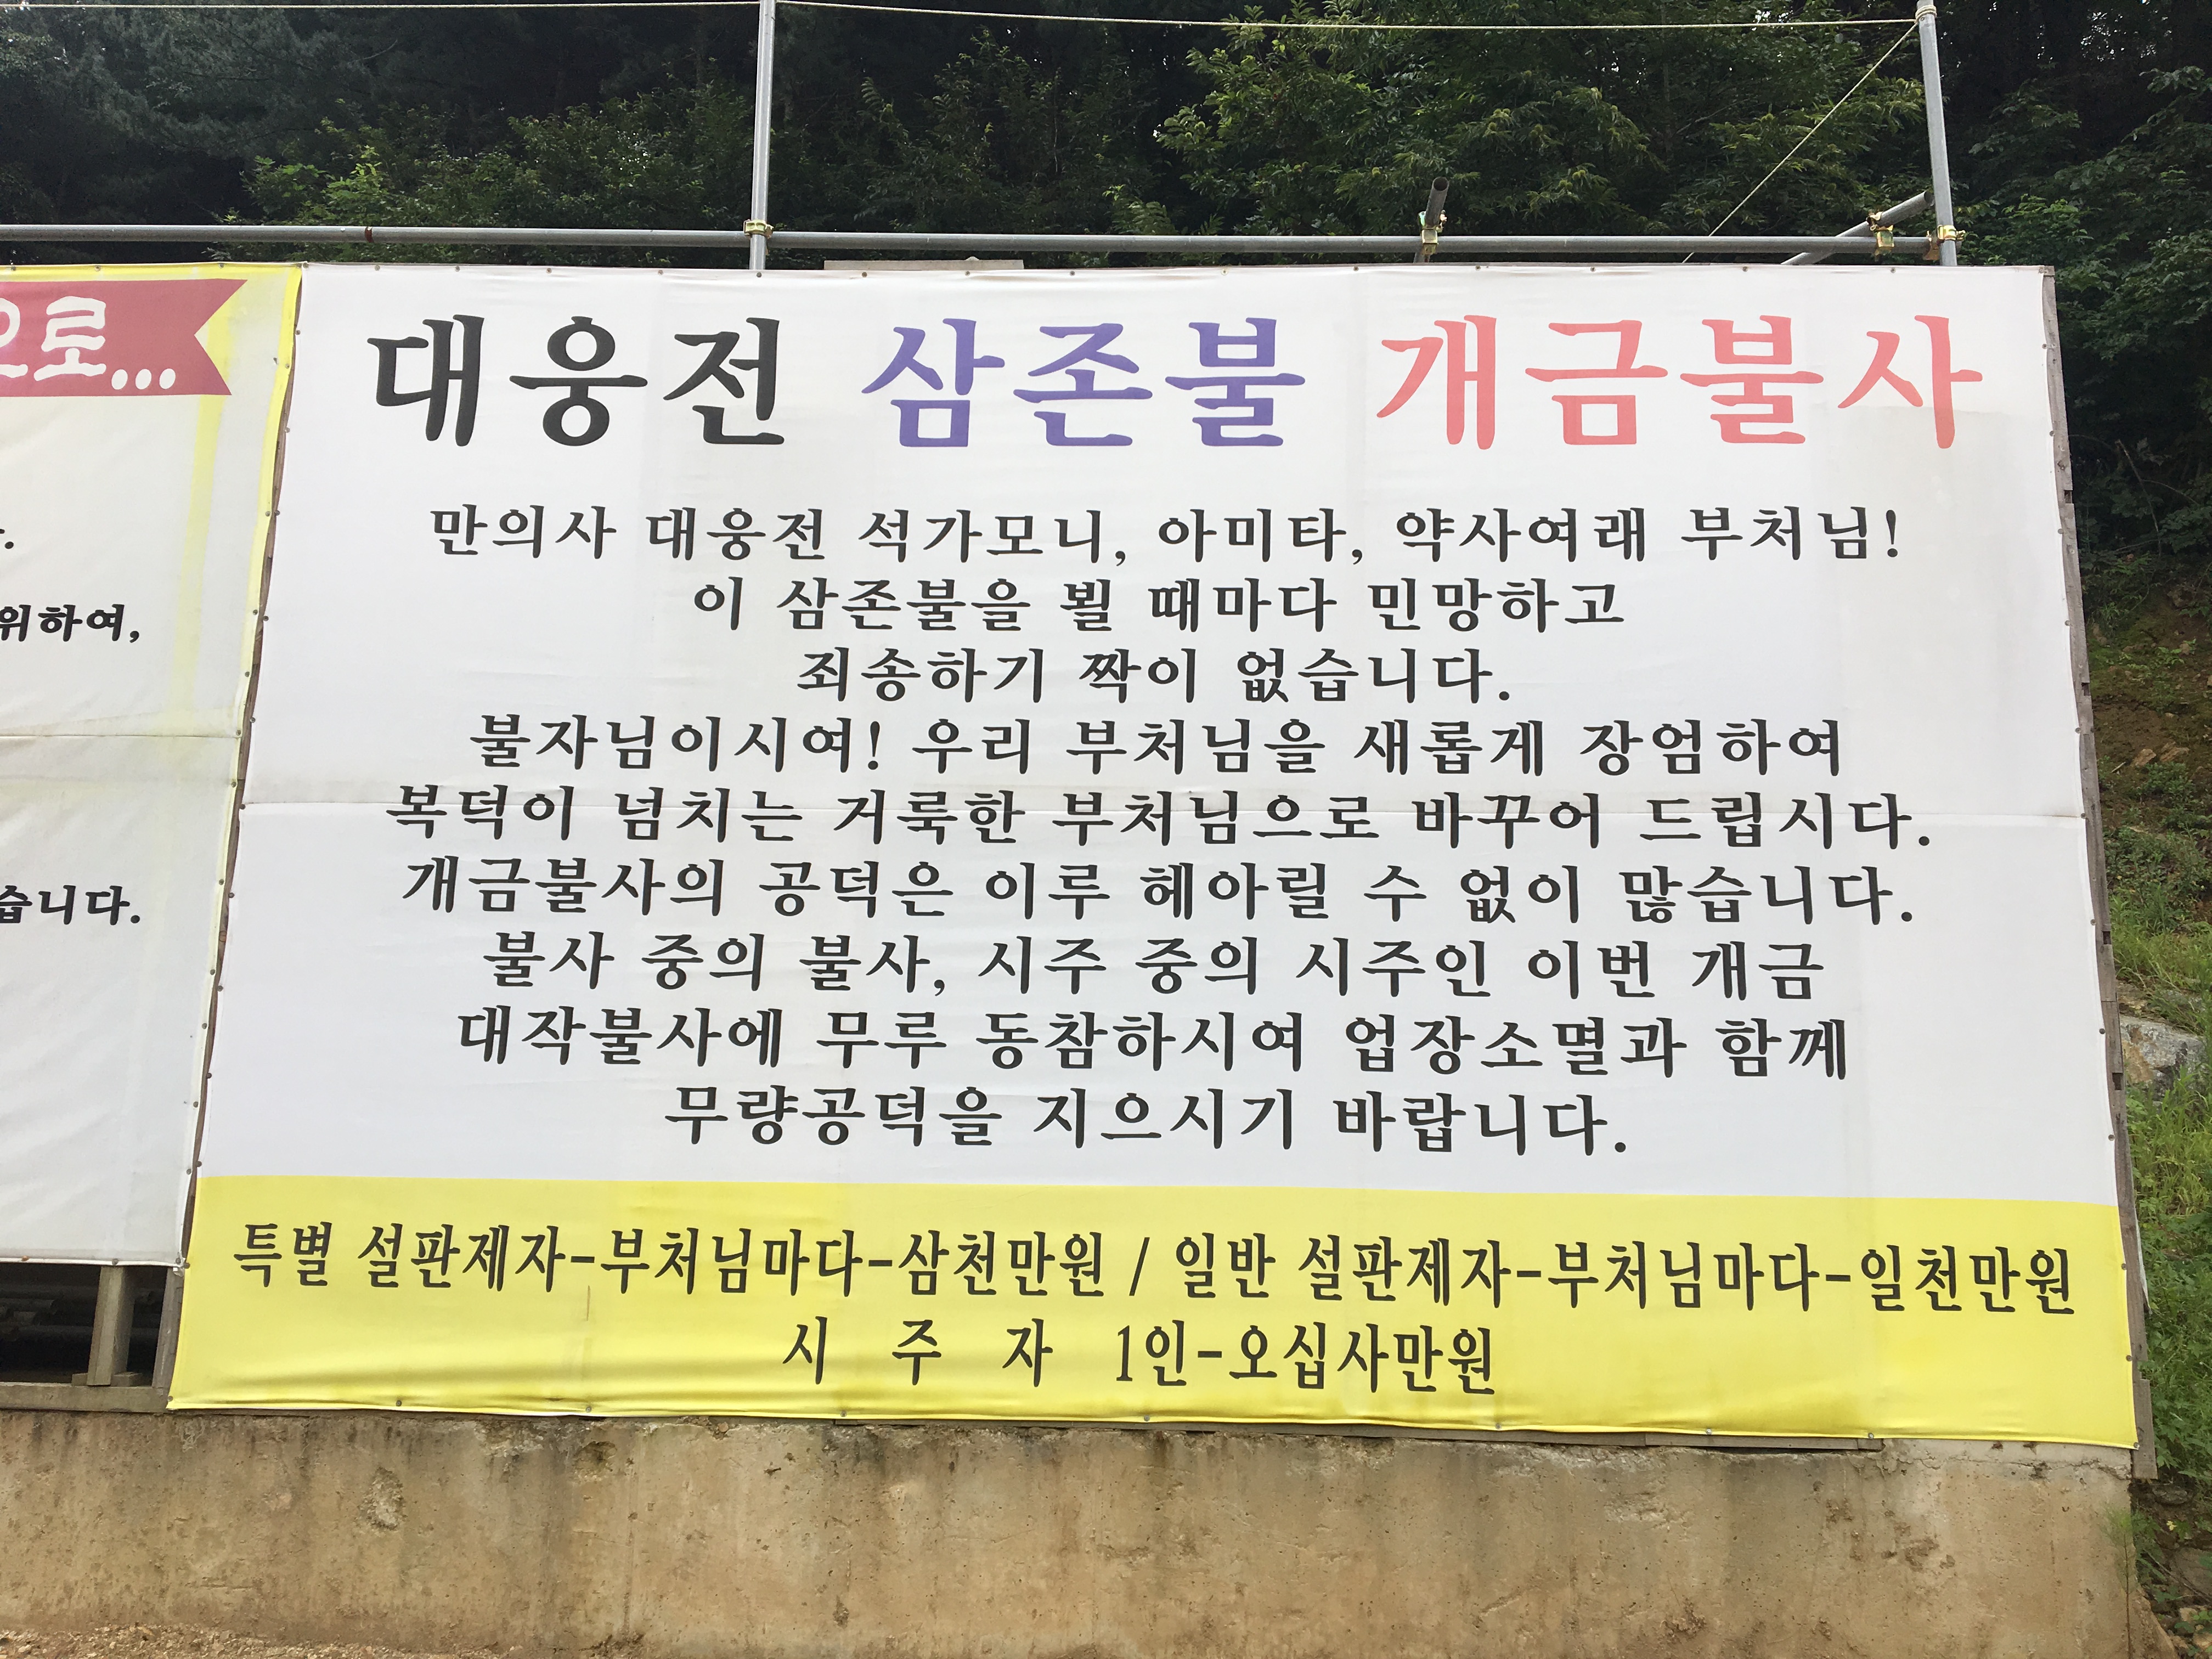 으로...
위하여,
습니다.
대웅전 삼존불 개금불사
만의사 대웅전 석가모니, 아미타, 약사여래 부처님!
이 삼존불을 뵐 때마다 민망하고
죄송하기 짝이 없습니다.
불자님이시여! 우리 부처님을 새롭게 장엄하여
복덕이 넘치는 거룩한 부처님으로 바꾸어 드립시다.
개금불사의 공덕은 이루 헤아릴 수 없이 많습니다.
불사 중의 불사, 시주 중의 시주인 이번 개금
대작불사에 무루 동참하시여 업장소멸과 함께
무량공덕을 지으시기 바랍니다.
특별 설판제자-부처님마다-삼천만원 / 일반 설판제자-부처님마다-일천만원
시 주 자 1인-오십사만원